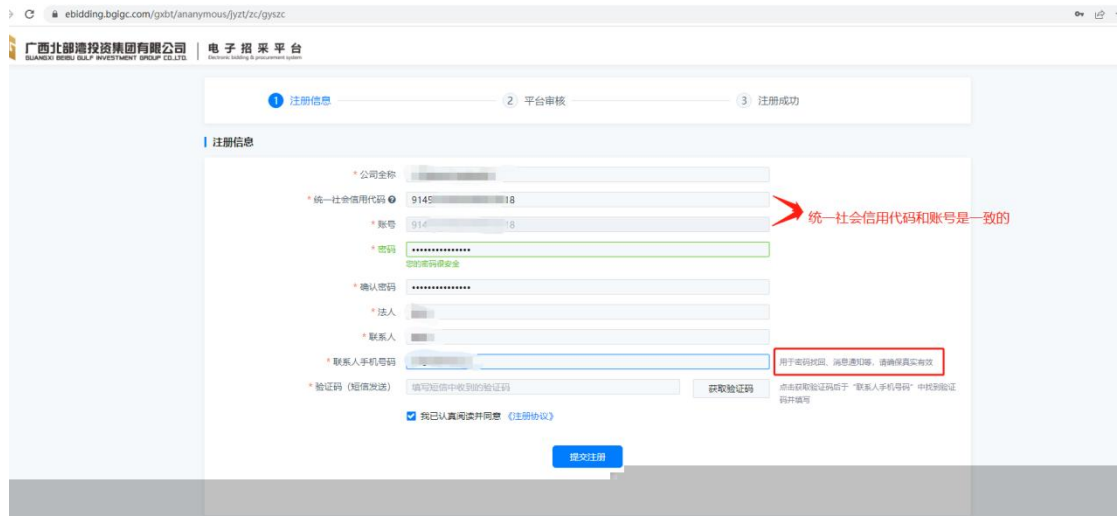 ebidding.bgigc.com/gxbt/ananymous/jyzt/zc/gyszc
广西北部湾投资集团有限公司 电子招采平台
GUANGXI BEIBU GULF INVESTMENT GROUP CO.,LTD. Electronic bidding & procurement system
1 注册信息 2 平台审核 3 注册成功
注册信息
* 公司全称
* 统一社会信用代码 9145 18
统一社会信用代码和账号是一致的
* 账号 914 8
* 密码 ••••••••••••••••
您的密码很安全
* 确认密码 ••••••••••••••••
* 法人
* 联系人
* 联系人手机号码 用于密码找回、消息通知等，请确保真实有效
* 验证码（短信发送） 填写短信中收到的验证码 获取验证码 点击获取验证码后于“联系人手机号码”中找到验证
码并填写
我已认真阅读并同意《注册协议》
提交注册